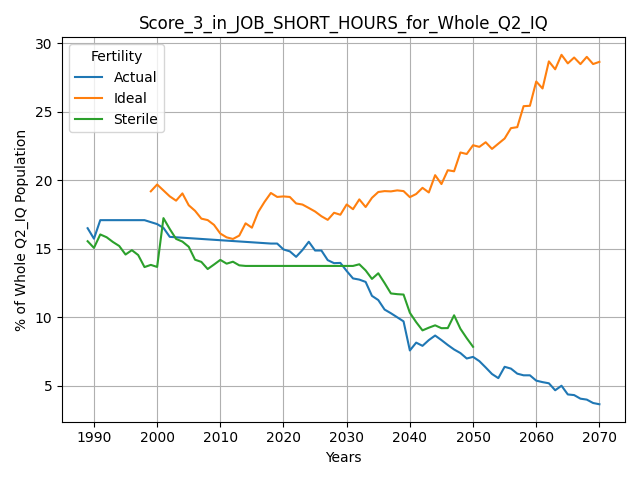 Score_3_in_JOB_SHORT_HOURS_for_Whole_Q2_IQ
Fertility
Actual
Ideal
Sterile
% of Whole Q2_IQ Population
30
25
20
15
10
5
1990 2000 2010 2020 2030 2040 2050 2060 2070
Years